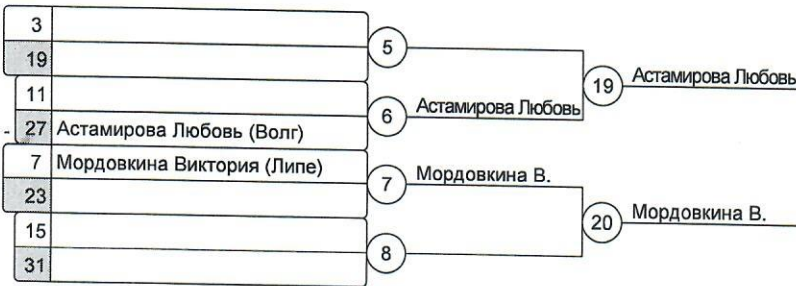 3
19
5
19 Астамирова Любовь
11
6 Астамирова Любовь
27 Астамирова Любовь (Волг)
7 Мордовкина Виктория (Липе)
7 Мордовкина В.
23
20 Мордовкина В.
15
8
31